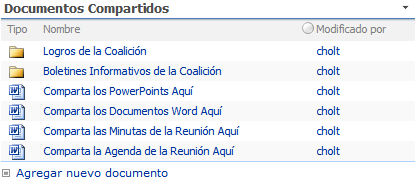 Documentos Compartidos
Tipo Nombre Modificado por
Logros de la Coalición cholt
Boletines Informativos de la Coalición cholt
Comparta los PowerPoints Aquí cholt
Comparta los Documentos Word Aquí cholt
Comparta las Minutas de la Reunión Aquí cholt
Comparta la Agenda de la Reunión Aquí cholt
Agregar nuevo documento